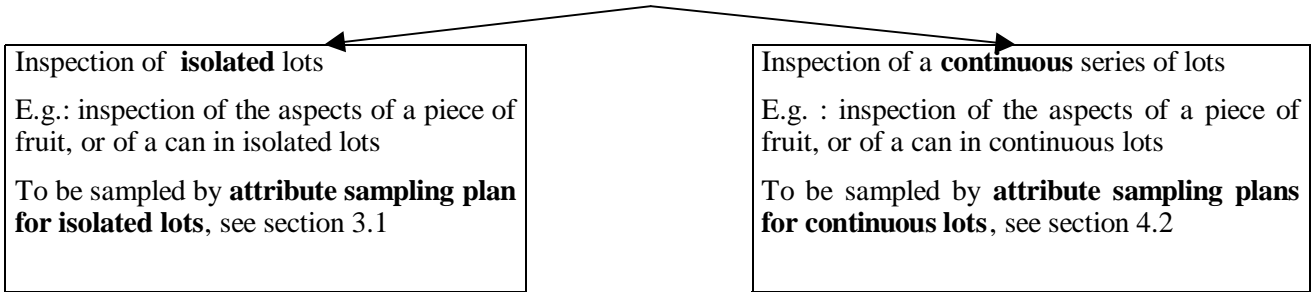 Inspection of isolated lots
E.g.: inspection of the aspects of a piece of
fruit, or of a can in isolated lots
To be sampled by attribute sampling plan
for isolated lots, see section 3.1
Inspection of a continuous series of lots
E.g. : inspection of the aspects of a piece of
fruit, or of a can in continuous lots
To be sampled by attribute sampling plans
for continuous lots, see section 4.2